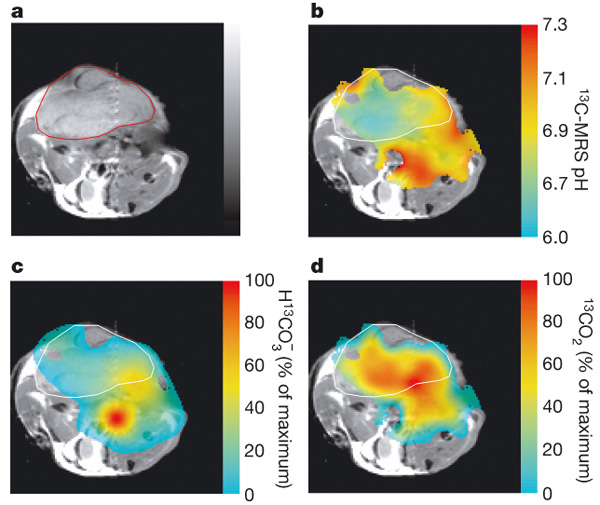 a
b
7.3
7.1
6.9
6.7
6.0
13C-MRS pH
c
100
80
60
40
20
0
H13CO3− (% of maximum)
d
100
80
60
40
20
0
13CO2 (% of maximum)